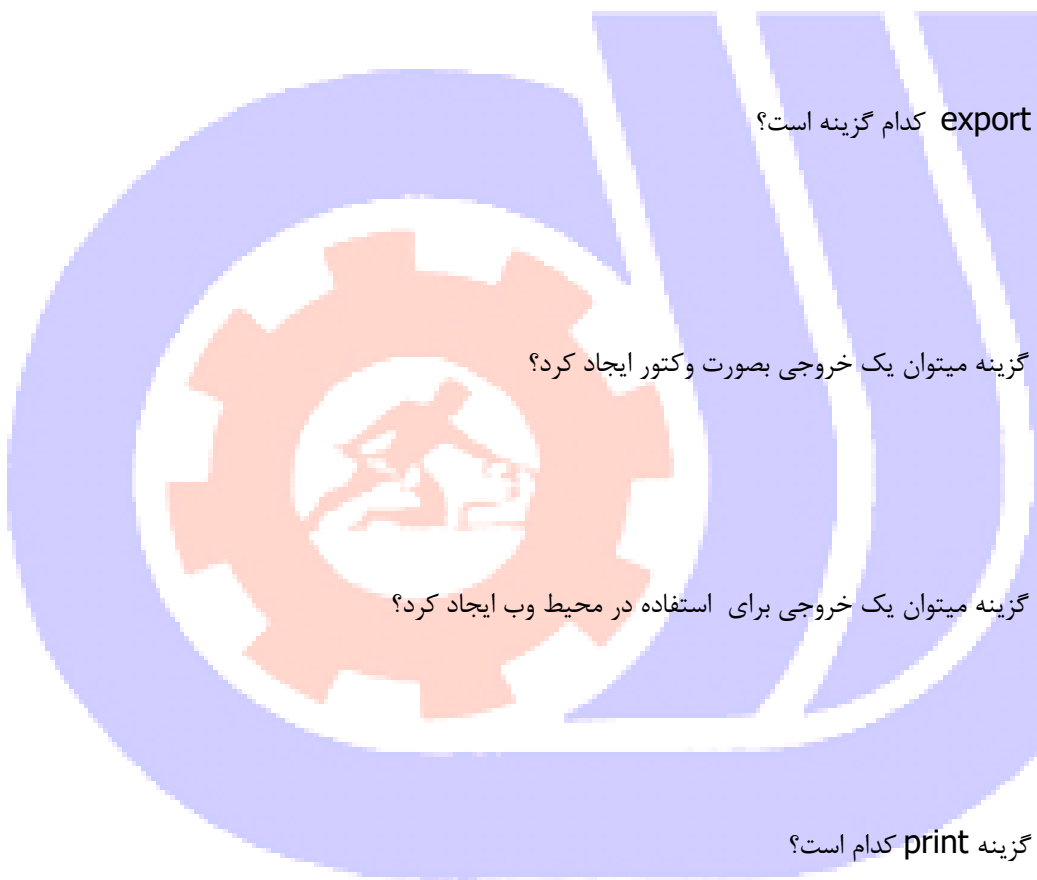 export کدام گزینه است؟
گزینه میتوان یک خروجی بصورت وکتور ایجاد کرد؟
گزینه میتوان یک خروجی برای استفاده در محیط وب ایجاد کرد؟
گزینه print کدام است؟